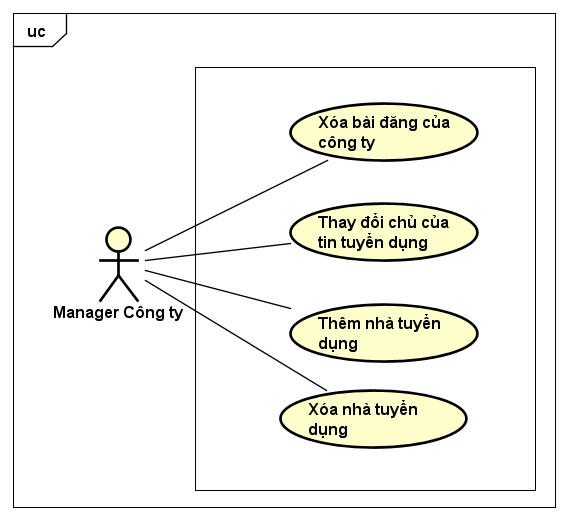 uc
Xóa bài đăng của
công ty
Thay đổi chủ của
tin tuyển dụng
Manager Công ty
Thêm nhà tuyển
dụng
Xóa nhà tuyển
dụng